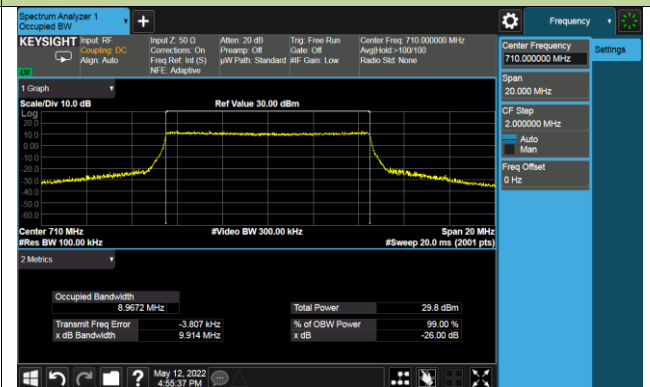 Spectrum Analyzer 1
Occupied BW
Frequency
KEYSIGHT Input: RF
Coupling: DC
Align: Auto
Input Z: 50 Ω
Corrections: On
Freq Ref: Int (S)
NFE: Adaptive
Atten: 20 dB
Preamp: Off
µW Path: Standard
Trig: Free Run
Gate: Off
#IF Gain: Low
Center Freq: 710.000000 MHz
Avg|Hold:>100/100
Radio Std: None
Center Frequency
710.000000 MHz
Settings
Span
20.000 MHz
CF Step
2.000000 MHz
Auto
Man
Freq Offset
0 Hz
1 Graph
Scale/Div 10.0 dB
Ref Value 30.00 dBm
Log
20.0
10.0
0.00
-10.0
-20.0
-30.0
-40.0
-50.0
-60.0
Center 710 MHz
#Video BW 300.00 kHz
Span 20 MHz
#Res BW 100.00 kHz
#Sweep 20.0 ms (2001 pts)
2 Metrics
Occupied Bandwidth
8.9672 MHz
Total Power 29.8 dBm
Transmit Freq Error -3.807 kHz
% of OBW Power 99.00 %
x dB Bandwidth 9.914 MHz
x dB -26.00 dB
May 12, 2022
4:55:37 PM